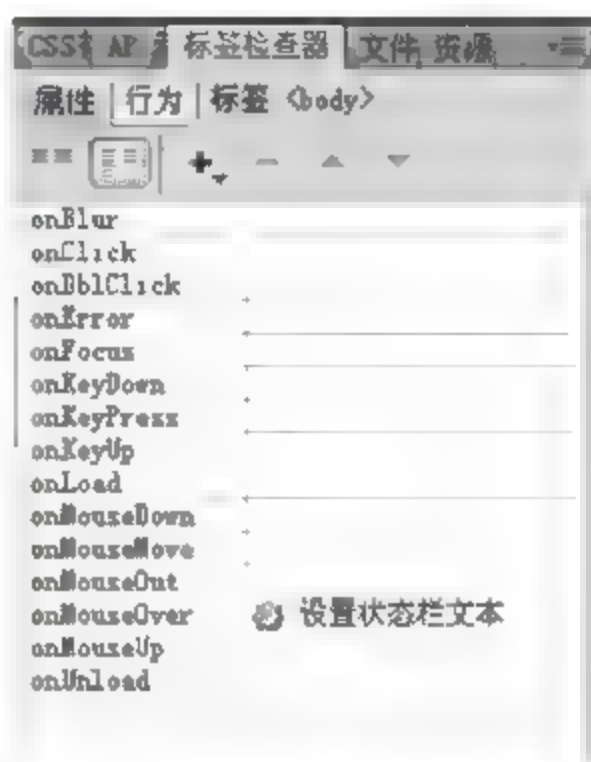 CSS AP 标签检查器 文件 资源
属性 行为 标签 <body>
onBlur
onClick
onDblClick
onError
onFocus
onKeyDown
onKeyPress
onKeyUp
onLoad
onMouseDown
onMouseMove
onMouseOut
onMouseOver 设置状态栏文本
onMouseUp
onUnload